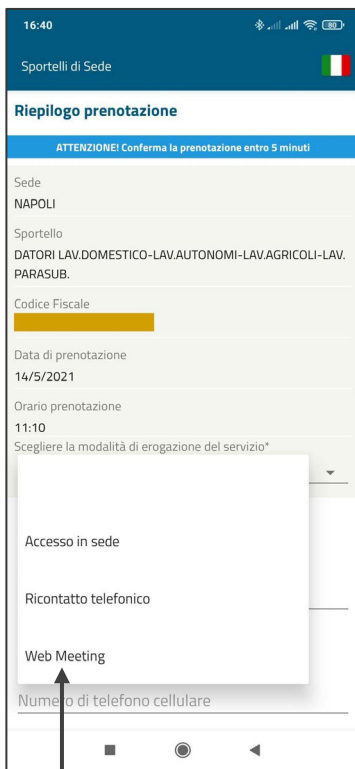 16:40
80
Sportelli di Sede
Riepilogo prenotazione
ATTENZIONE! Conferma la prenotazione entro 5 minuti
Sede
NAPOLI
Sportello
DATORI LAV.DOMESTICO-LAV.AUTONOMI-LAV.AGRICOLI-LAV.
PARASUB.
Codice Fiscale
Data di prenotazione
14/5/2021
Orario prenotazione
11:10
Scegliere la modalità di erogazione del servizio*
Accesso in sede
Ricontatto telefonico
Web Meeting
Numero di telefono cellulare